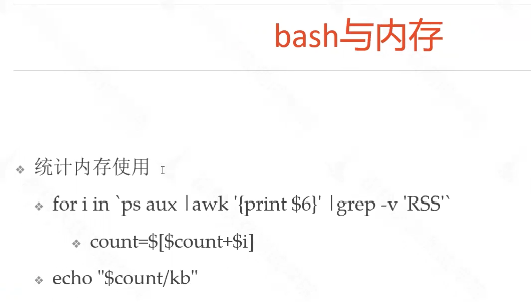 bash与内存
统计内存使用
for i in `ps aux |awk '{print $6}' |grep -v 'RSS'`
count=$[$count+$i]
echo "$count/kb"